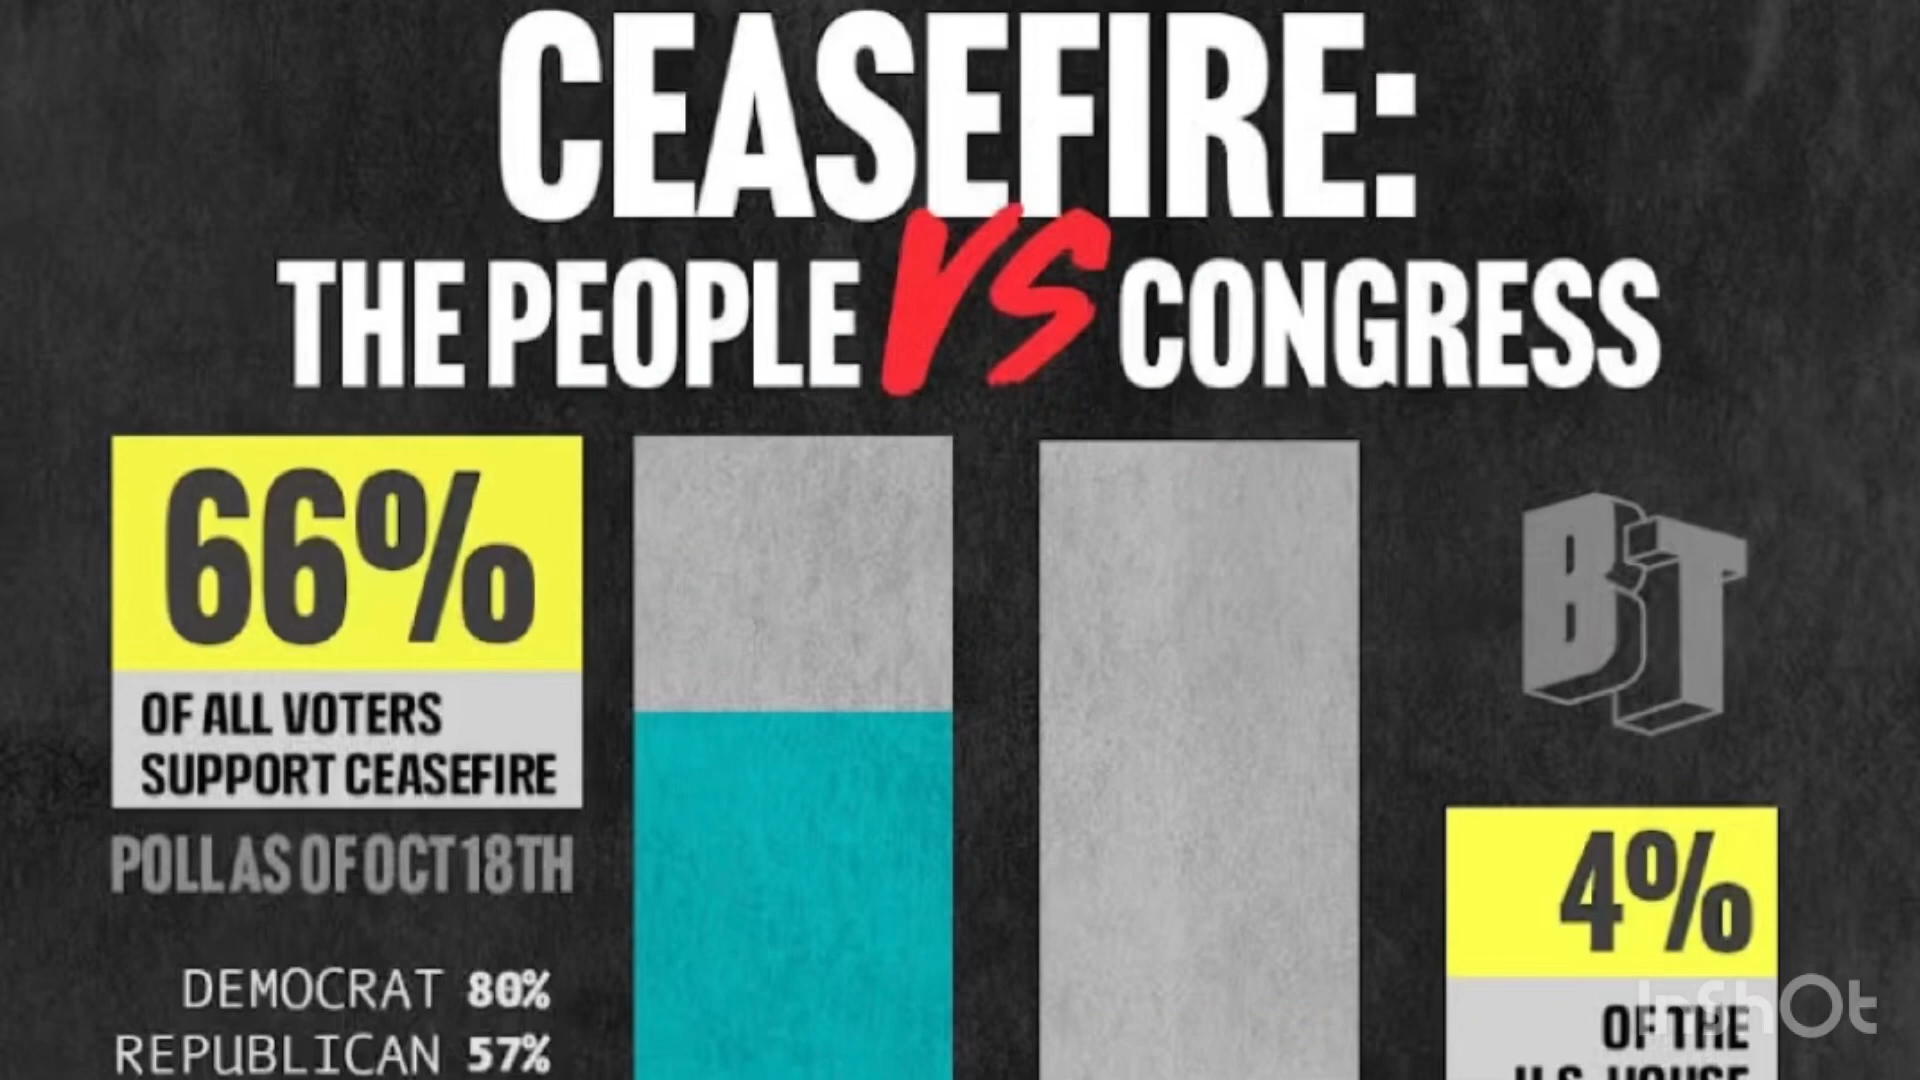 CEASEFIRE:
THE PEOPLE VS CONGRESS
66%
OF ALL VOTERS
SUPPORT CEASEFIRE
POLL AS OF OCT 18TH
DEMOCRAT 80%
REPUBLICAN 57%
BT
4%
OF THE
U.S. HOUSE
InShOt